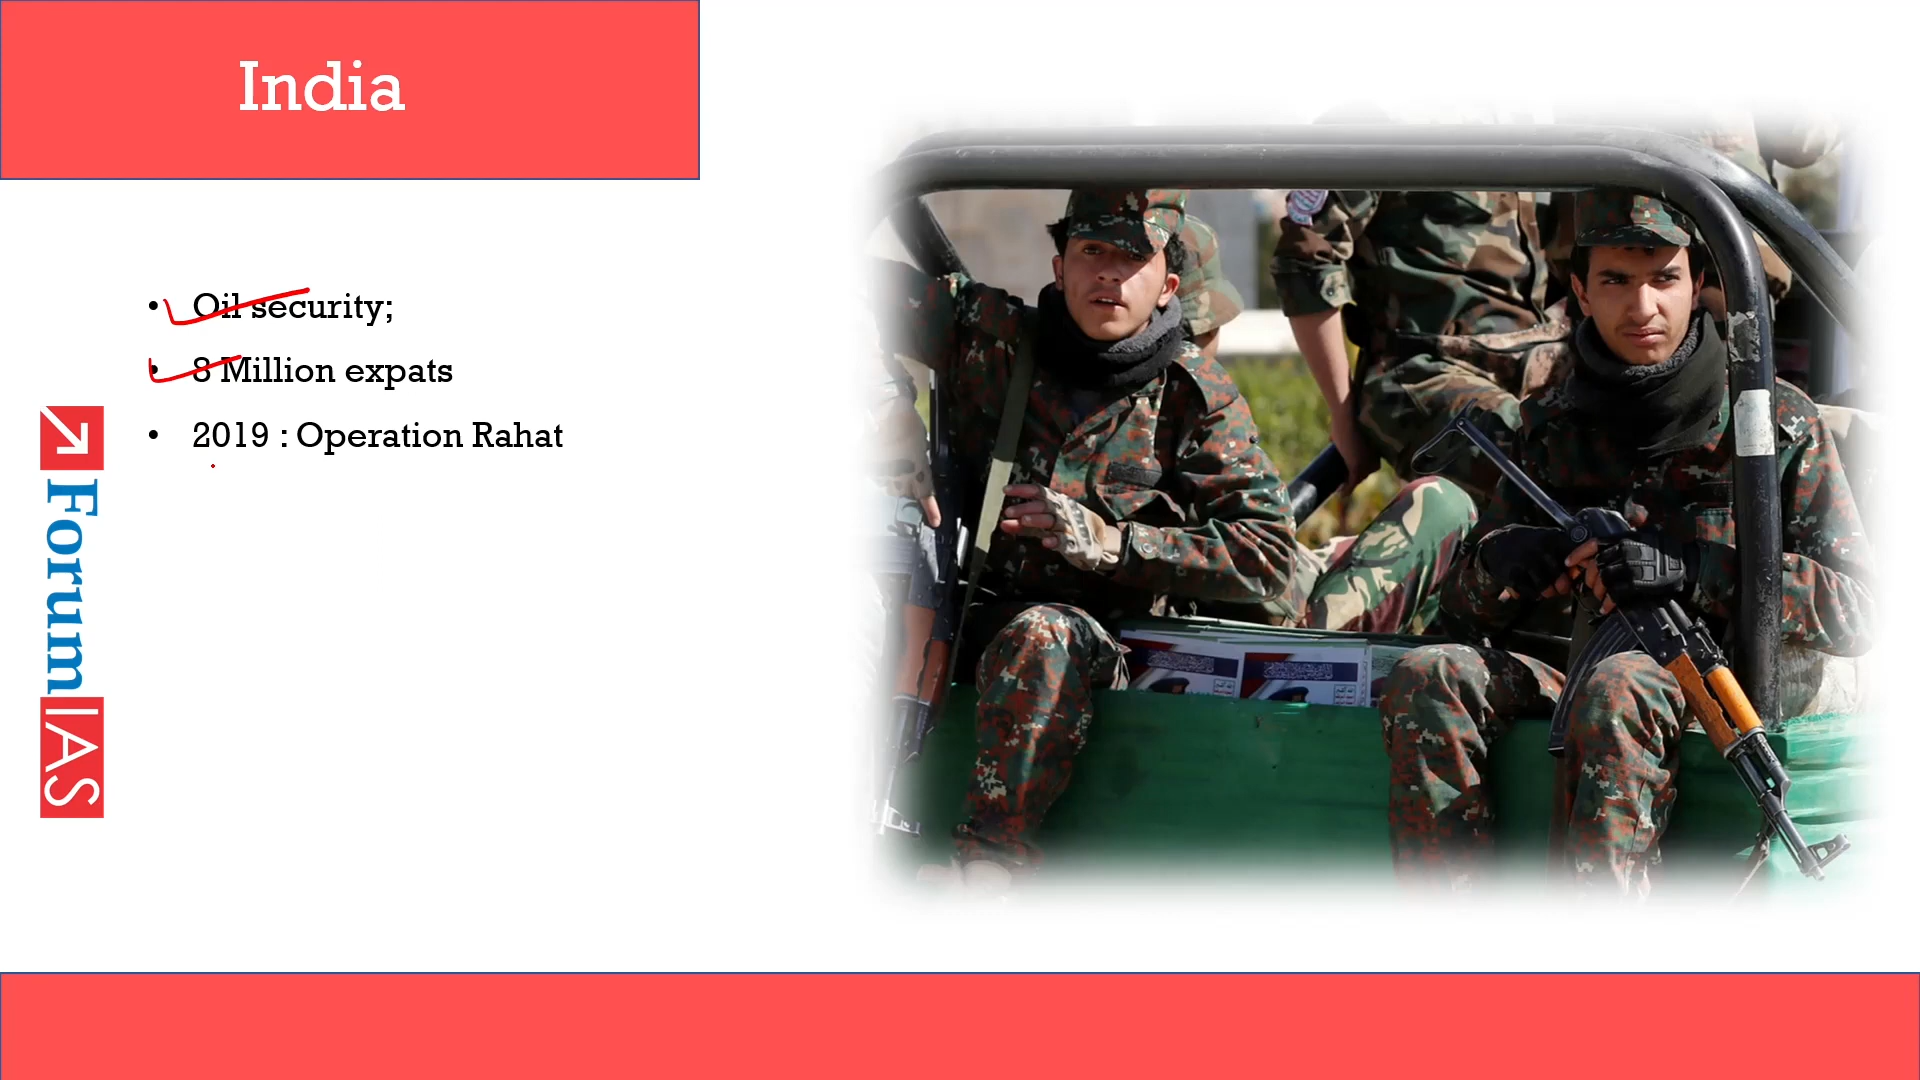 India
• Oil security;
• 8 Million expats
• 2019 : Operation Rahat
ForumIAS